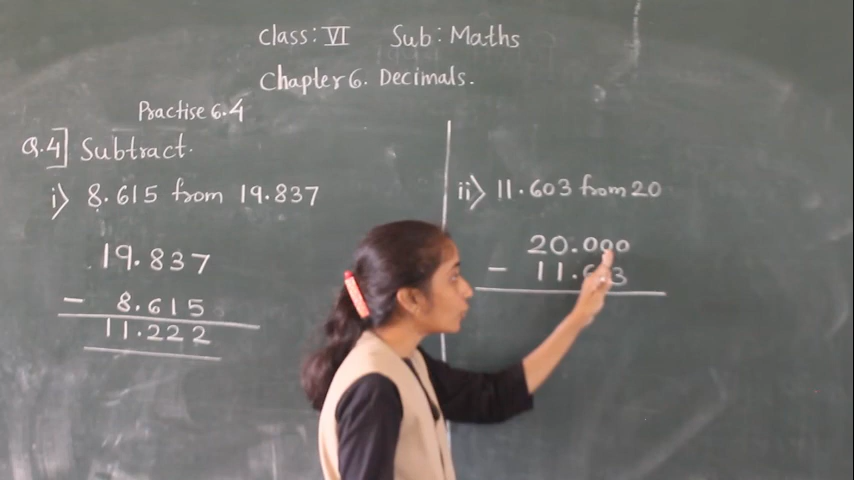 Class: VI Sub: Maths
Chapter 6. Decimals.
Practise 6.4
Q.4] Subtract.
i) 8.615 from 19.837
19.837
- 8.615
11.222
ii) 11.603 from 20
20.000
- 11.603